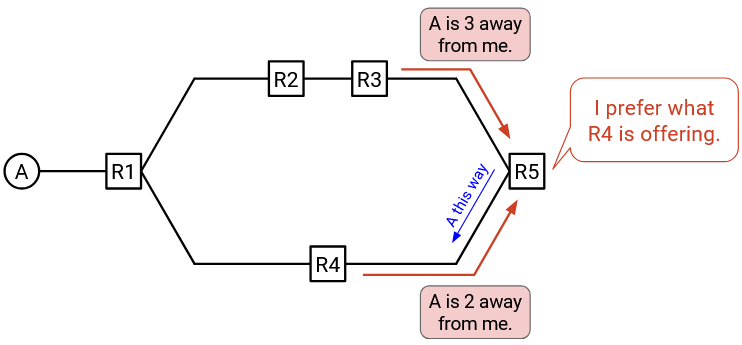 A is 3 away
from me.
R2
R3
I prefer what
R4 is offering.
A
R1
R5
A this way
R4
A is 2 away
from me.